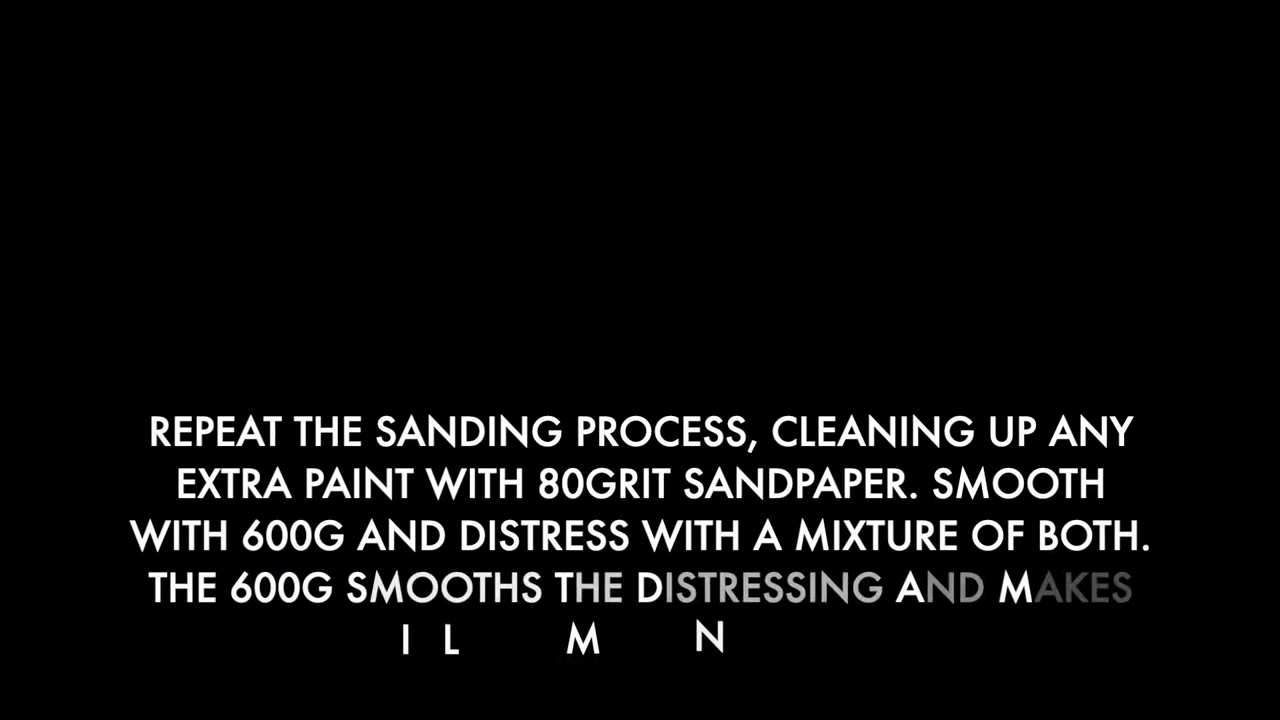 REPEAT THE SANDING PROCESS, CLEANING UP ANY
EXTRA PAINT WITH 80GRIT SANDPAPER. SMOOTH
WITH 600G AND DISTRESS WITH A MIXTURE OF BOTH.
THE 600G SMOOTHS THE DISTRESSING AND MAKES
I L M N